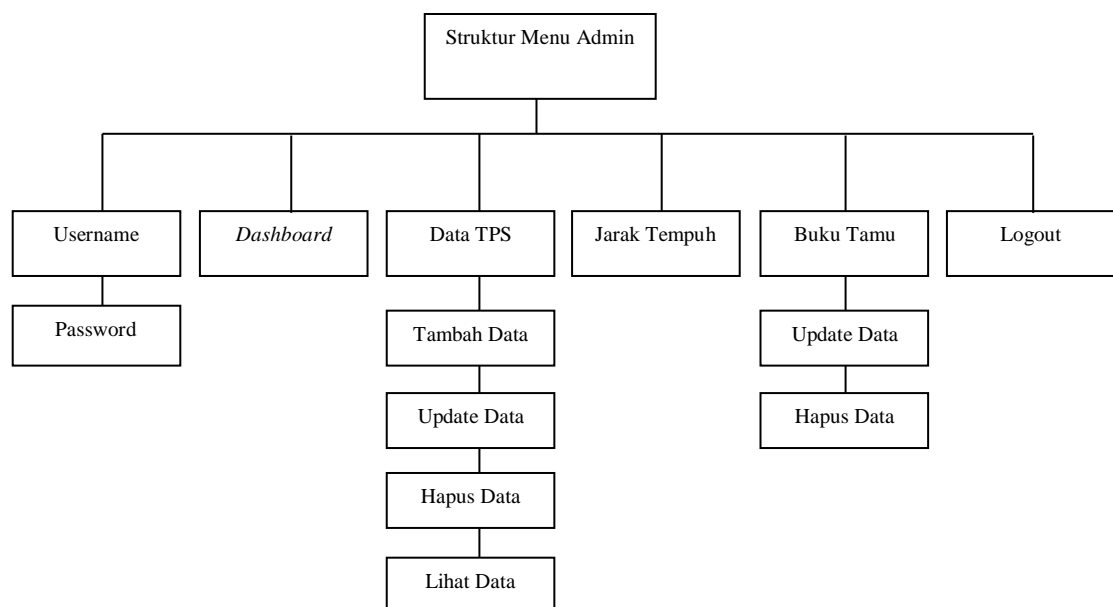 Struktur Menu Admin
Username
Dashboard
Data TPS
Jarak Tempuh
Buku Tamu
Logout
Password
Tambah Data
Update Data
Update Data
Hapus Data
Hapus Data
Lihat Data